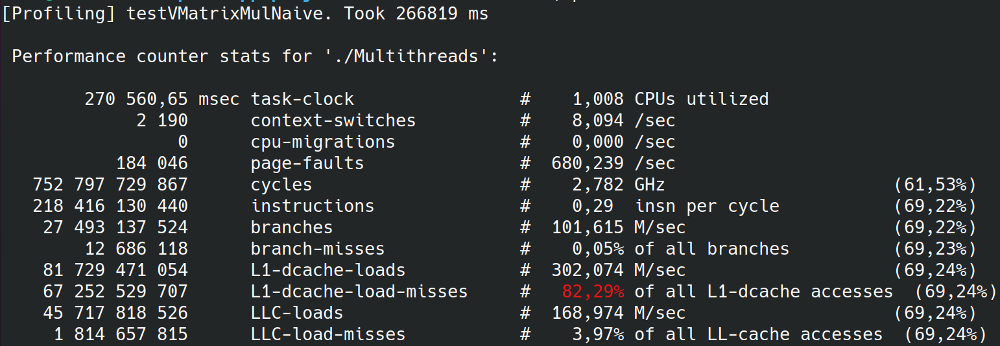 [Profiling] testVMatrixMulNaive. Took 266819 ms
Performance counter stats for './Multithreads':
270 560,65 msec task-clock # 1,008 CPUs utilized
2 190 context-switches # 8,094 /sec
0 cpu-migrations # 0,000 /sec
184 046 page-faults # 680,239 /sec
752 797 729 867 cycles # 2,782 GHz (61,53%)
218 416 130 440 instructions # 0,29 insn per cycle (69,22%)
27 493 137 524 branches # 101,615 M/sec (69,22%)
12 686 118 branch-misses # 0,05% of all branches (69,23%)
81 729 471 054 L1-dcache-loads # 302,074 M/sec (69,24%)
67 252 529 707 L1-dcache-load-misses # 82,29% of all L1-dcache accesses (69,24%)
45 717 818 526 LLC-loads # 168,974 M/sec (69,24%)
1 814 657 815 LLC-load-misses # 3,97% of all LL-cache accesses (69,24%)